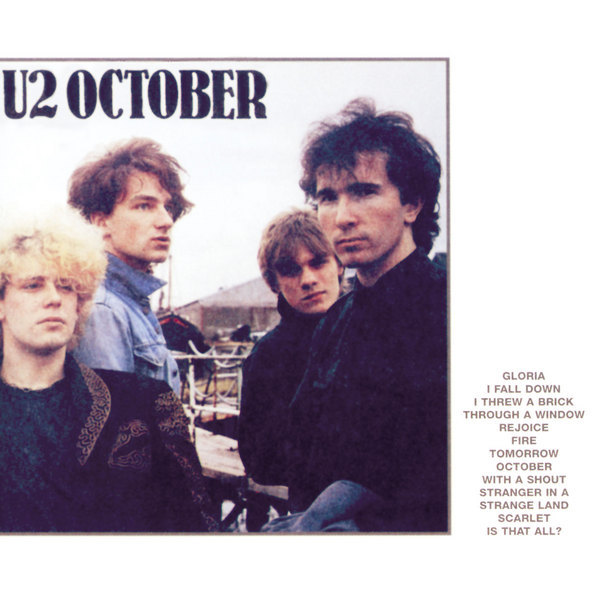 U2 OCTOBER
GLORIA
I FALL DOWN
I THREW A BRICK
THROUGH A WINDOW
REJOICE
FIRE
TOMORROW
OCTOBER
WITH A SHOUT
STRANGER IN A
STRANGE LAND
SCARLET
IS THAT ALL?